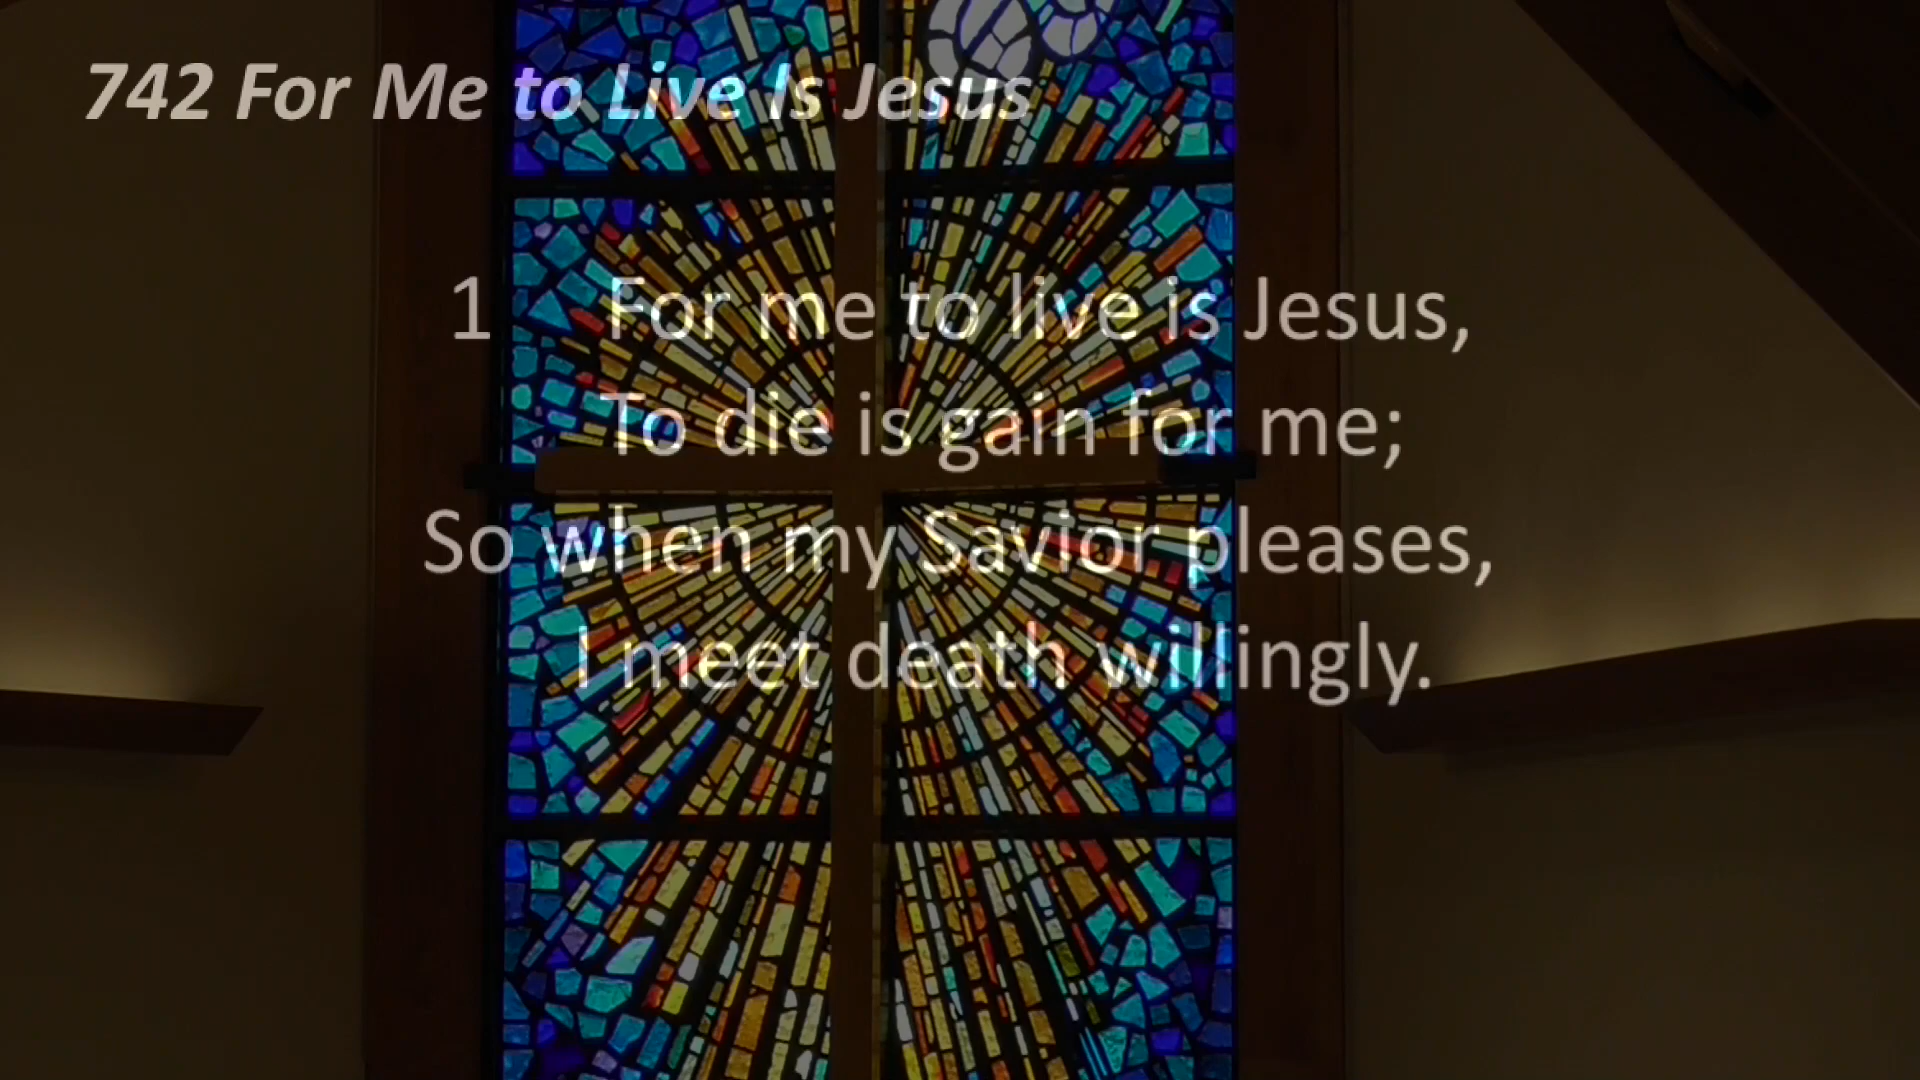 742 For Me to Live Is Jesus
1 For me to live is Jesus,
To die is gain for me;
So when my Savior pleases,
I meet death willingly.